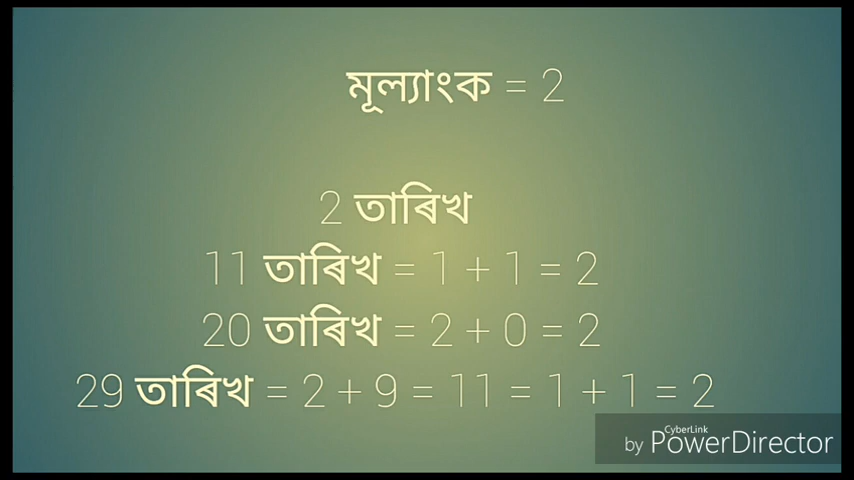 মূল্যাংক = 2
2 তাৰিখ
11 তাৰিখ = 1 + 1 = 2
20 তাৰিখ = 2 + 0 = 2
29 তাৰিখ = 2 + 9 = 11 = 1 + 1 = 2
CyberLink
by PowerDirector